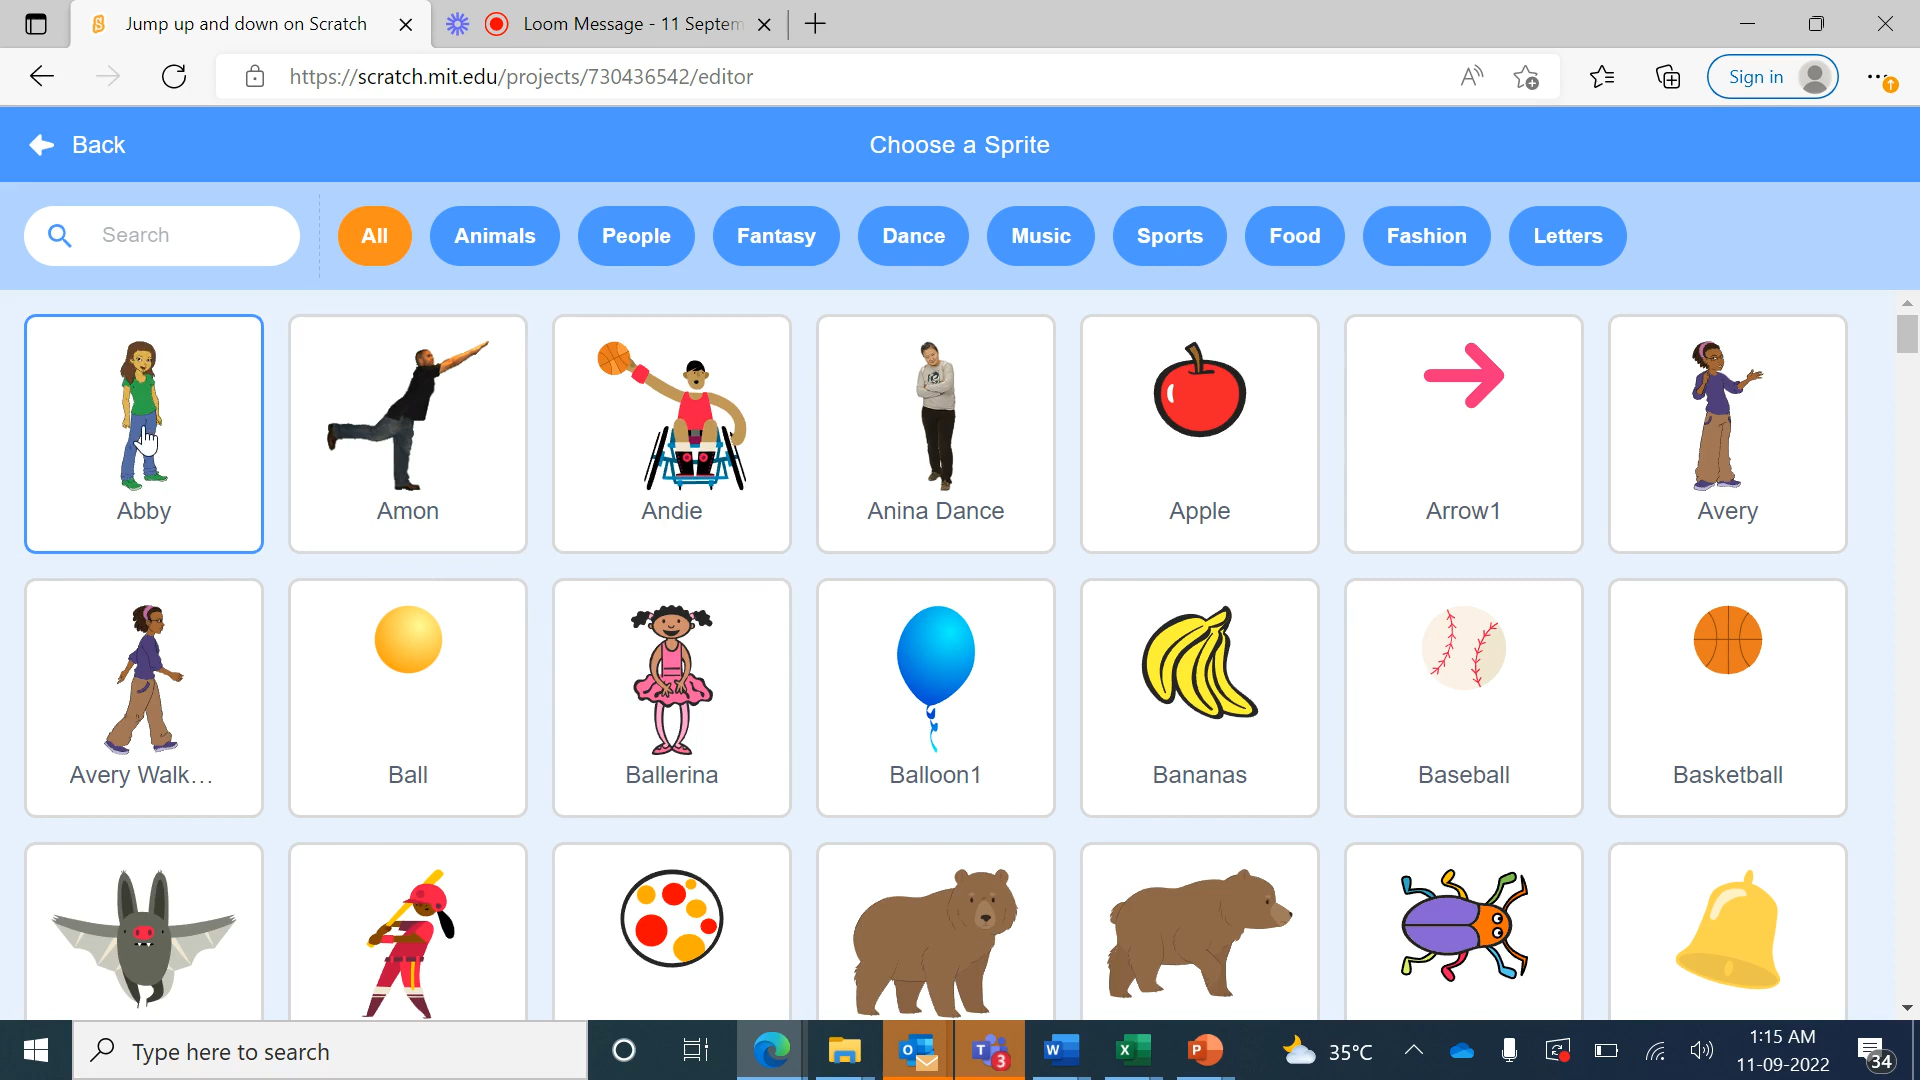 Jump up and down on Scratch
Loom Message - 11 Septem
https://scratch.mit.edu/projects/730436542/editor
Sign in
Back
Choose a Sprite
Search
All
Animals
People
Fantasy
Dance
Music
Sports
Food
Fashion
Letters
Abby
Amon
Andie
Anina Dance
Apple
Arrow1
Avery
Avery Walk...
Ball
Ballerina
Balloon1
Bananas
Baseball
Basketball
Type here to search
35°C
1:15 AM
11-09-2022
34
3